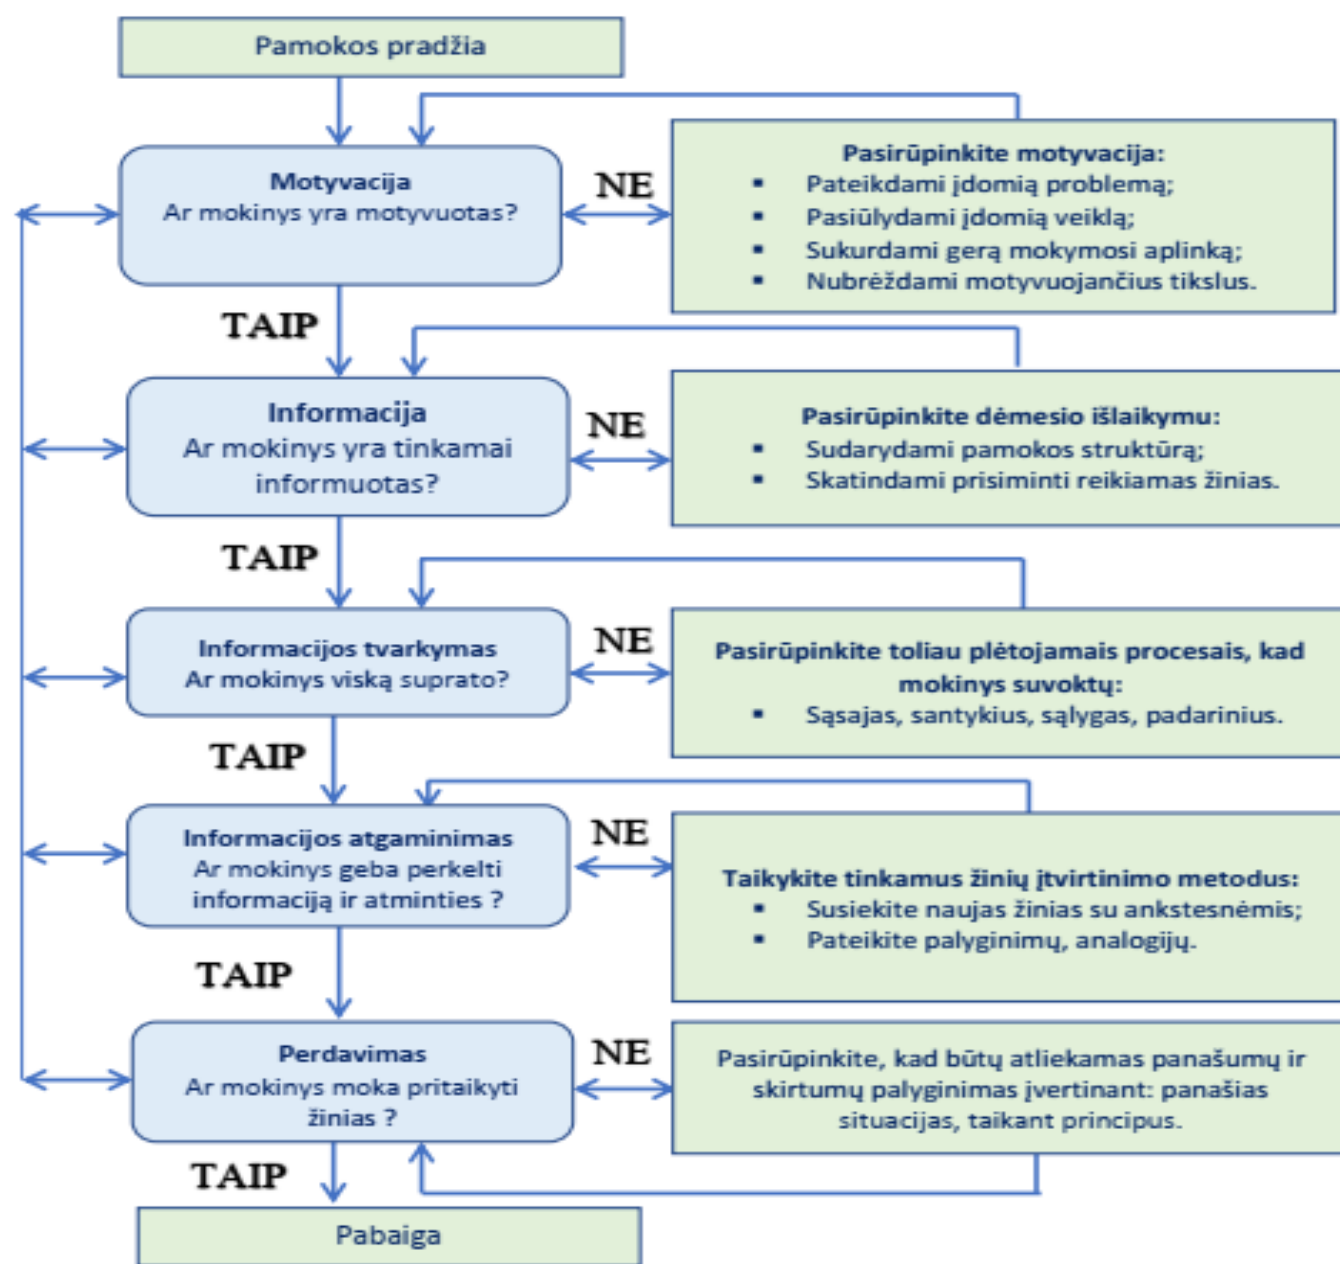 Pamokos pradžia
Motyvacija
Ar mokinys yra motyvuotas?
NE
Pasirūpinkite motyvacija:
▪ Pateikdami įdomią problemą;
▪ Pasiūlydami įdomią veiklą;
▪ Sukurdami gerą mokymosi aplinką;
▪ Nubrėždami motyvuojančius tikslus.
TAIP
Informacija
Ar mokinys yra tinkamai
informuotas?
NE
Pasirūpinkite dėmesio išlaikymu:
▪ Sudarydami pamokos struktūrą;
▪ Skatindami prisiminti reikiamas žinias.
TAIP
Informacijos tvarkymas
Ar mokinys viską suprato?
NE
Pasirūpinkite toliau plėtojamais procesais, kad
mokinys suvoktų:
▪ Sąsajas, santykius, sąlygas, padarinius.
TAIP
Informacijos atgaminimas
Ar mokinys geba perkelti
informaciją ir atminties ?
NE
Taikykite tinkamus žinių įtvirtinimo metodus:
▪ Susiekite naujas žinias su ankstesnėmis;
▪ Pateikite palyginimų, analogijų.
TAIP
Perdavimas
Ar mokinys moka pritaikyti
žinias ?
NE
Pasirūpinkite, kad būtų atliekamas panašumų ir
skirtumų palyginimas įvertinant: panašias
situacijas, taikant principus.
TAIP
Pabaiga